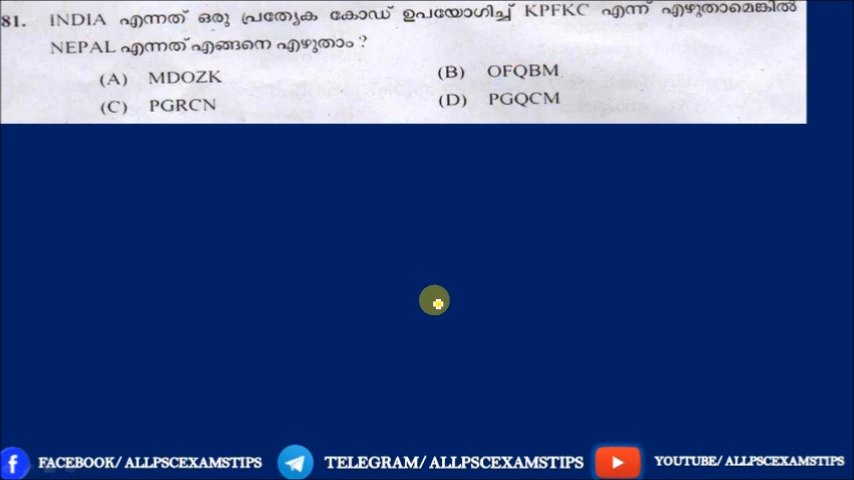 81. INDIA എന്നത് ഒരു പ്രത്യേക കോഡ് ഉപയോഗിച്ച് KPFKC എന്ന് എഴുതാമെങ്കിൽ
NEPAL എന്നത് എങ്ങനെ എഴുതാം ?
(A) MDOZK (B) OFQBM
(C) PGRCN (D) PGQCM
FACEBOOK/ ALLPSCEXAMSTIPS TELEGRAM/ ALLPSCEXAMSTIPS YOUTUBE/ ALLPSCEXAMSTIPS